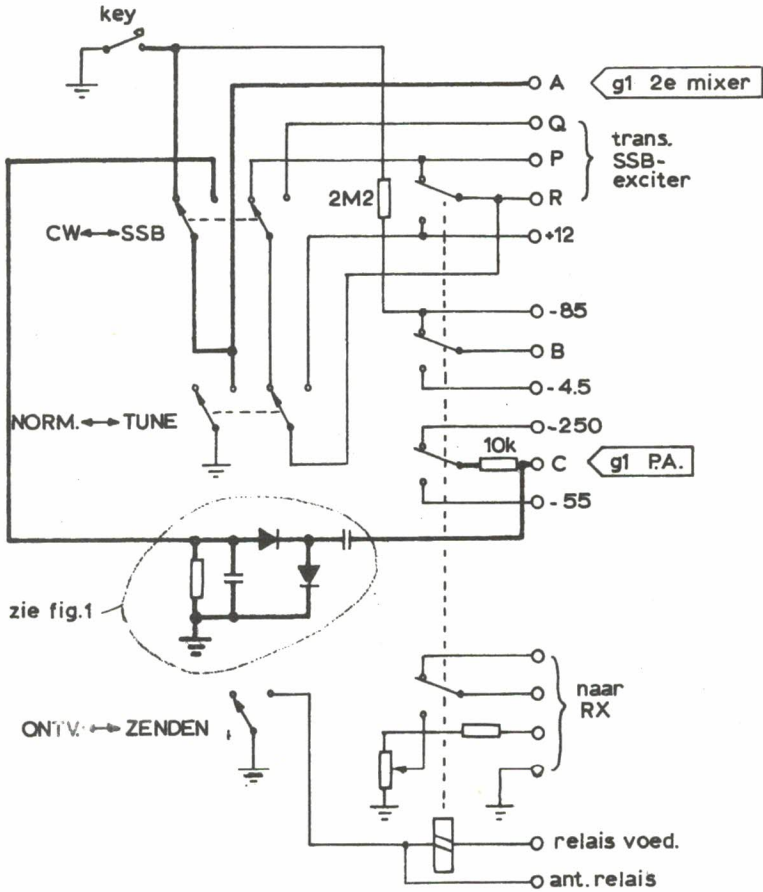 key
A
g1 2e mixer
Q
P
trans.
SSB-
exciter
2M2
R
CW↔SSB
+12
-85
B
-4.5
NORM.↔TUNE
-250
10k
C
g1 P.A.
-55
zie fig.1
naar
RX
ONTV.↔ZENDEN
relais voed.
ant. relais